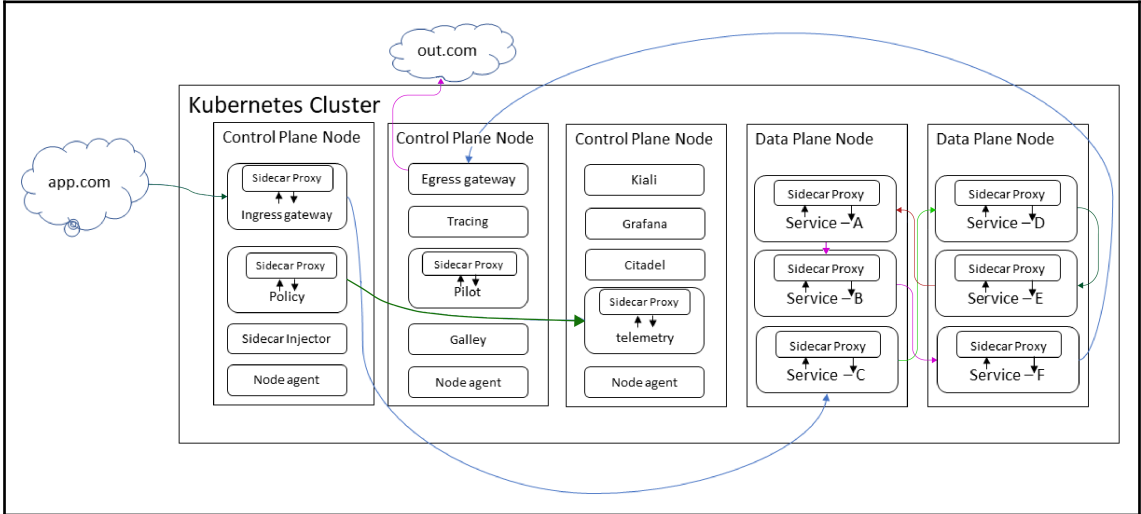 out.com
app.com
Kubernetes Cluster
Control Plane Node
Sidecar Proxy
Ingress gateway
Sidecar Proxy
Policy
Sidecar Injector
Node agent
Control Plane Node
Egress gateway
Tracing
Sidecar Proxy
Pilot
Galley
Node agent
Control Plane Node
Kiali
Grafana
Citadel
Sidecar Proxy
telemetry
Node agent
Data Plane Node
Sidecar Proxy
Service – A
Sidecar Proxy
Service – B
Sidecar Proxy
Service – C
Data Plane Node
Sidecar Proxy
Service – D
Sidecar Proxy
Service – E
Sidecar Proxy
Service – F